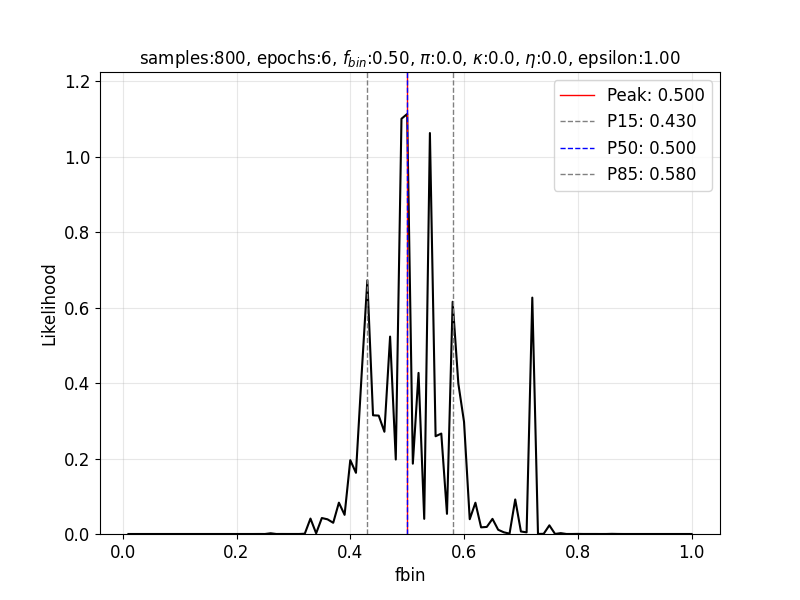 samples:800, epochs:6, f_bin:0.50, π:0.0, κ:0.0, η:0.0, epsilon:1.00
Peak: 0.500
P15: 0.430
P50: 0.500
P85: 0.580
1.2
1.0
0.8
0.6
0.4
0.2
0.0
Likelihood
0.0 0.2 0.4 0.6 0.8 1.0
fbin